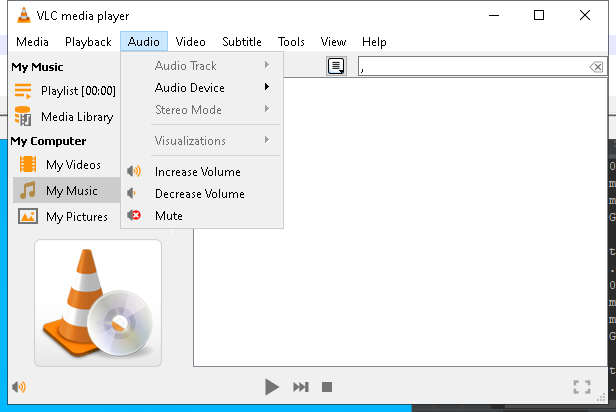 VLC media player
Media Playback Audio Video Subtitle Tools View Help
My Music
Playlist [00:00]
Media Library
My Computer
My Videos
My Music
My Pictures
Audio Track
Audio Device
Stereo Mode
Visualizations
Increase Volume
Decrease Volume
Mute
,